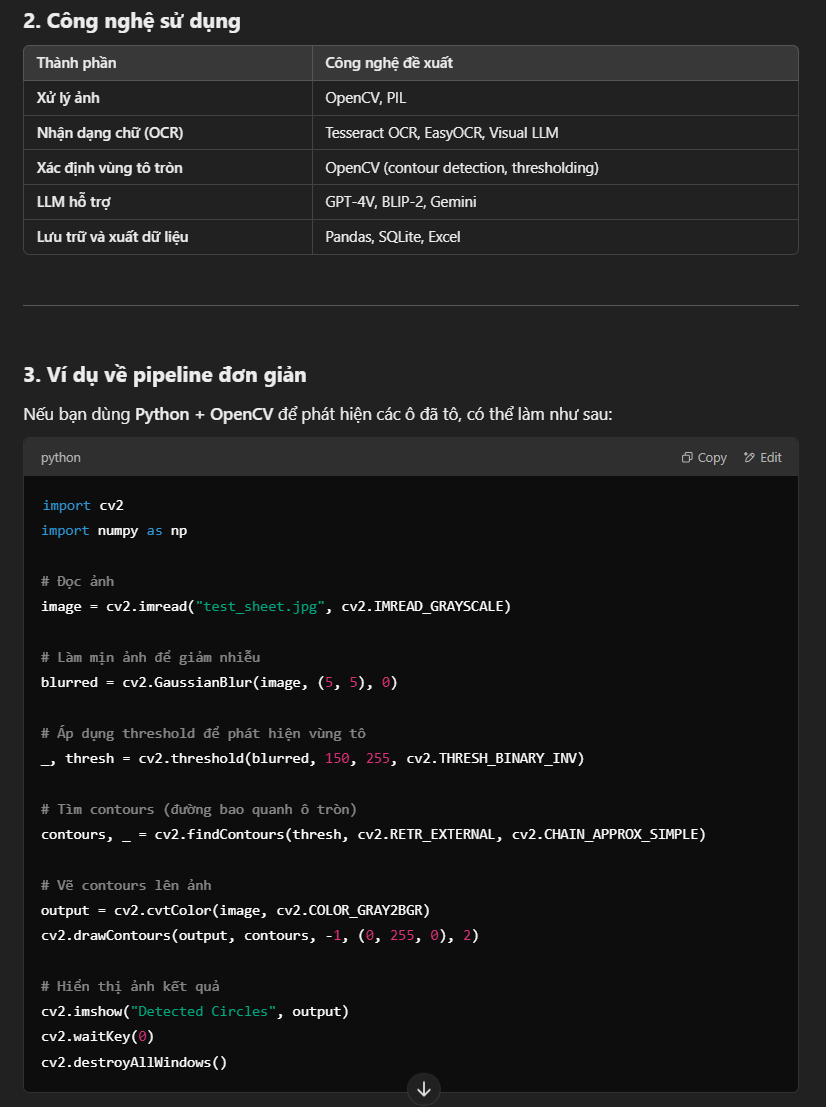 2. Công nghệ sử dụng
Thành phần Công nghệ đề xuất
Xử lý ảnh OpenCV, PIL
Nhận dạng chữ (OCR) Tesseract OCR, EasyOCR, Visual LLM
Xác định vùng tô tròn OpenCV (contour detection, thresholding)
LLM hỗ trợ GPT-4V, BLIP-2, Gemini
Lưu trữ và xuất dữ liệu Pandas, SQLite, Excel
3. Ví dụ về pipeline đơn giản
Nếu bạn dùng Python + OpenCV để phát hiện các ô đã tô, có thể làm như sau:
python Copy Edit
import cv2
import numpy as np
# Đọc ảnh
image = cv2.imread("test_sheet.jpg", cv2.IMREAD_GRAYSCALE)
# Làm mịn ảnh để giảm nhiễu
blurred = cv2.GaussianBlur(image, (5, 5), 0)
# Áp dụng threshold để phát hiện vùng tô
_, thresh = cv2.threshold(blurred, 150, 255, cv2.THRESH_BINARY_INV)
# Tìm contours (đường bao quanh ô tròn)
contours, _ = cv2.findContours(thresh, cv2.RETR_EXTERNAL, cv2.CHAIN_APPROX_SIMPLE)
# Vẽ contours lên ảnh
output = cv2.cvtColor(image, cv2.COLOR_GRAY2BGR)
cv2.drawContours(output, contours, -1, (0, 255, 0), 2)
# Hiển thị ảnh kết quả
cv2.imshow("Detected Circles", output)
cv2.waitKey(0)
cv2.destroyAllWindows()